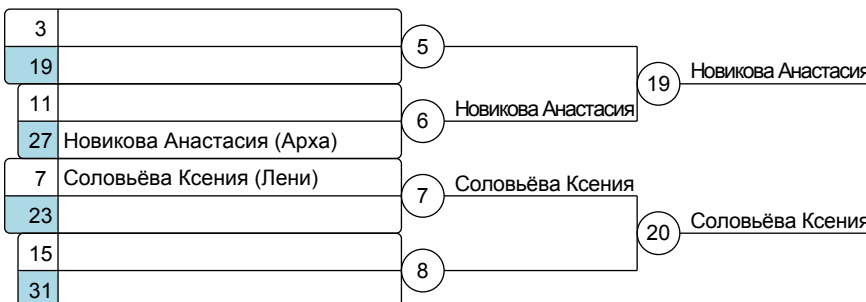 3
5
19
19 Новикова Анастасия
11
6 Новикова Анастасия
27 Новикова Анастасия (Арха)
7 Соловьёва Ксения (Лени)
7 Соловьёва Ксения
23
20 Соловьёва Ксения
15
8
31